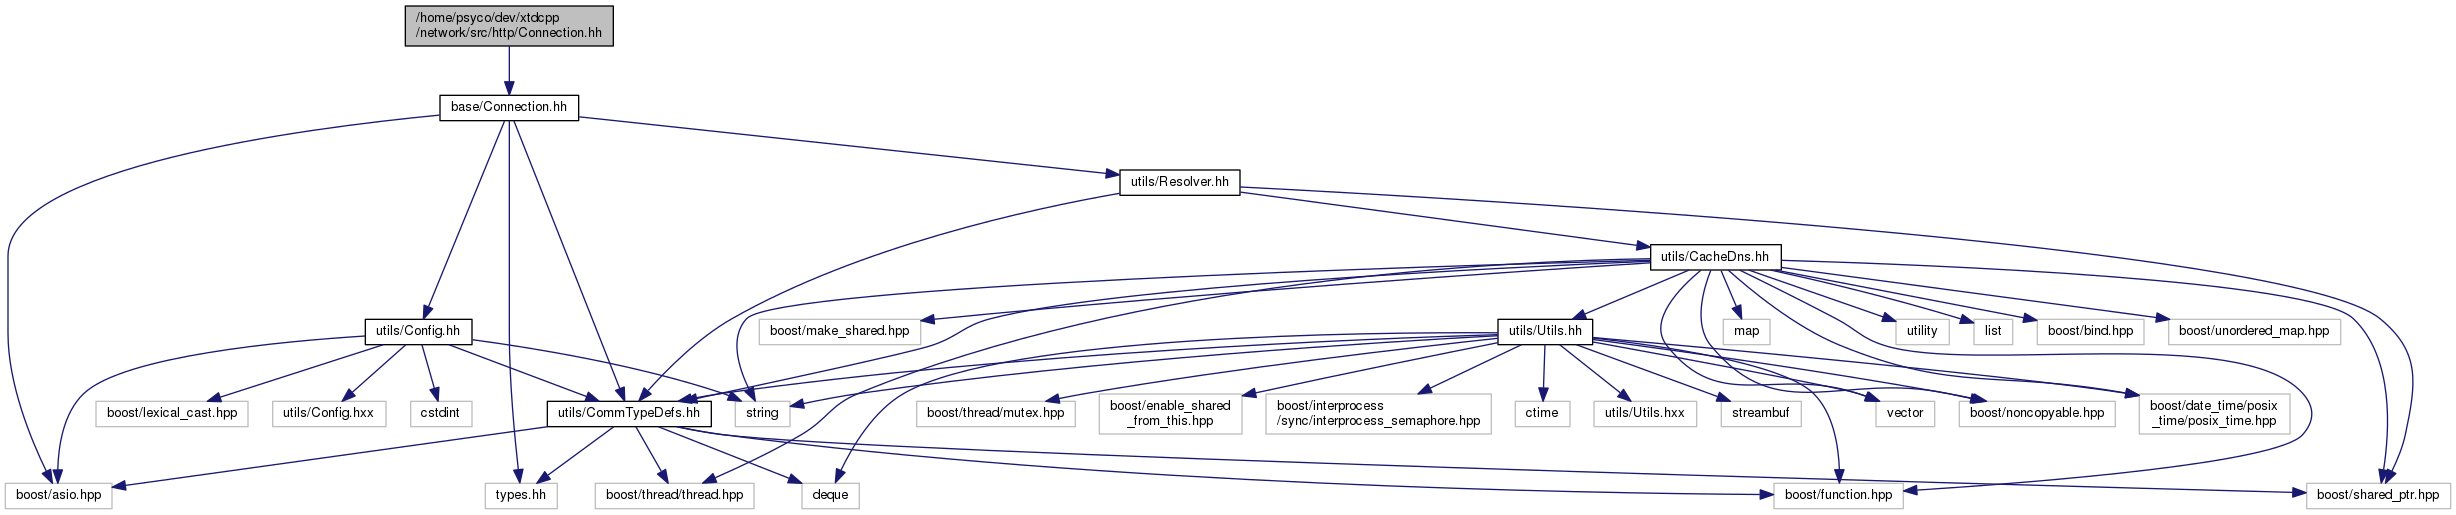 /home/psyco/dev/xtdcpp
/network/src/http/Connection.hh
base/Connection.hh
utils/Resolver.hh
utils/CacheDns.hh
utils/Config.hh
boost/make_shared.hpp
utils/Utils.hh
map
utility
list
boost/bind.hpp
boost/unordered_map.hpp
boost/lexical_cast.hpp
utils/Config.hxx
cstdint
utils/CommTypeDefs.hh
string
boost/thread/mutex.hpp
boost/enable_shared
_from_this.hpp
boost/interprocess
/sync/interprocess_semaphore.hpp
ctime
utils/Utils.hxx
streambuf
vector
boost/noncopyable.hpp
boost/date_time/posix
_time/posix_time.hpp
boost/asio.hpp
types.hh
boost/thread/thread.hpp
deque
boost/function.hpp
boost/shared_ptr.hpp